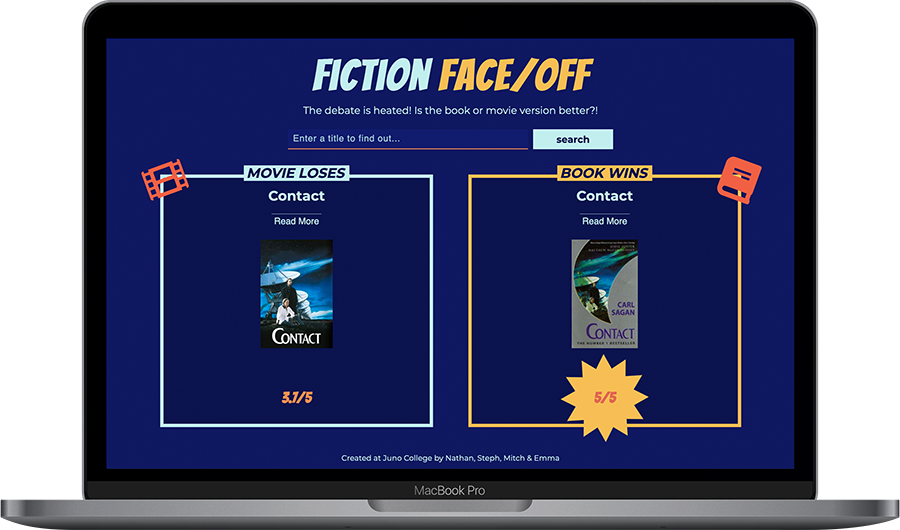 FICTION FACE/OFF
The debate is heated! Is the book or movie version better?!
Enter a title to find out...
search
MOVIE LOSES
Contact
Read More
CONTACT
3.7/5
BOOK WINS
Contact
Read More
CARL
SAGAN
CONTACT
THE NUMBER 1 BESTSELLER
5/5
Created at Juno College by Nathan, Steph, Mitch & Emma
MacBook Pro